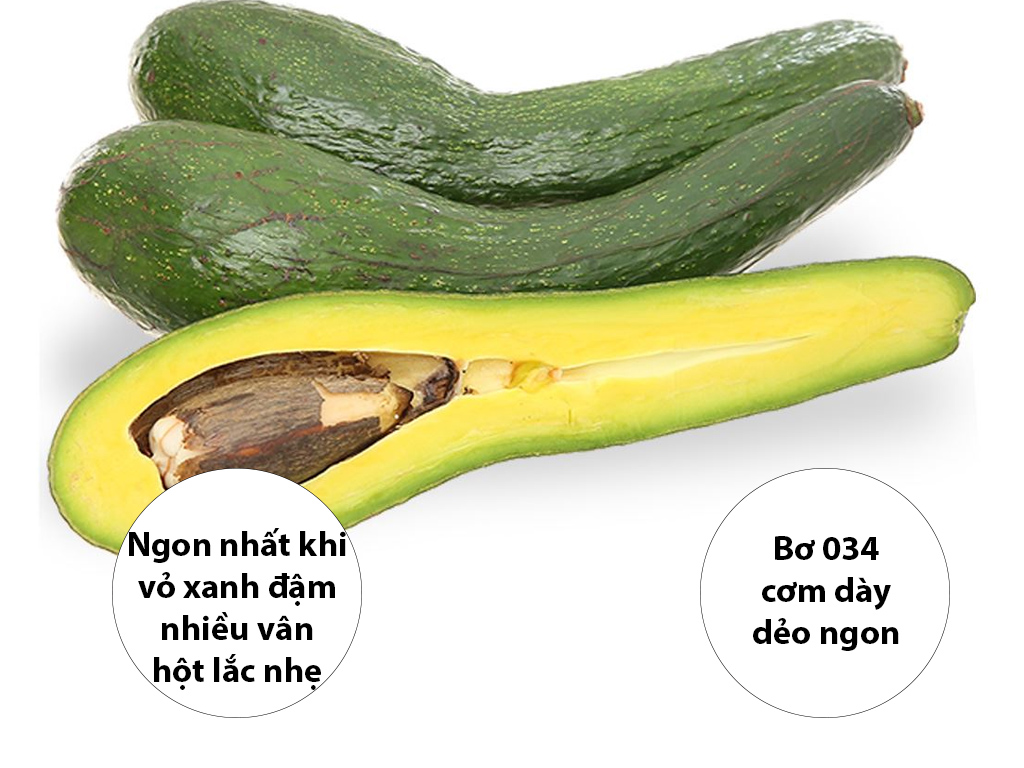 Ngon nhất khi
vỏ xanh đậm
nhiều vân
hột lắc nhẹ
Bơ 034
cơm dày
dẻo ngon